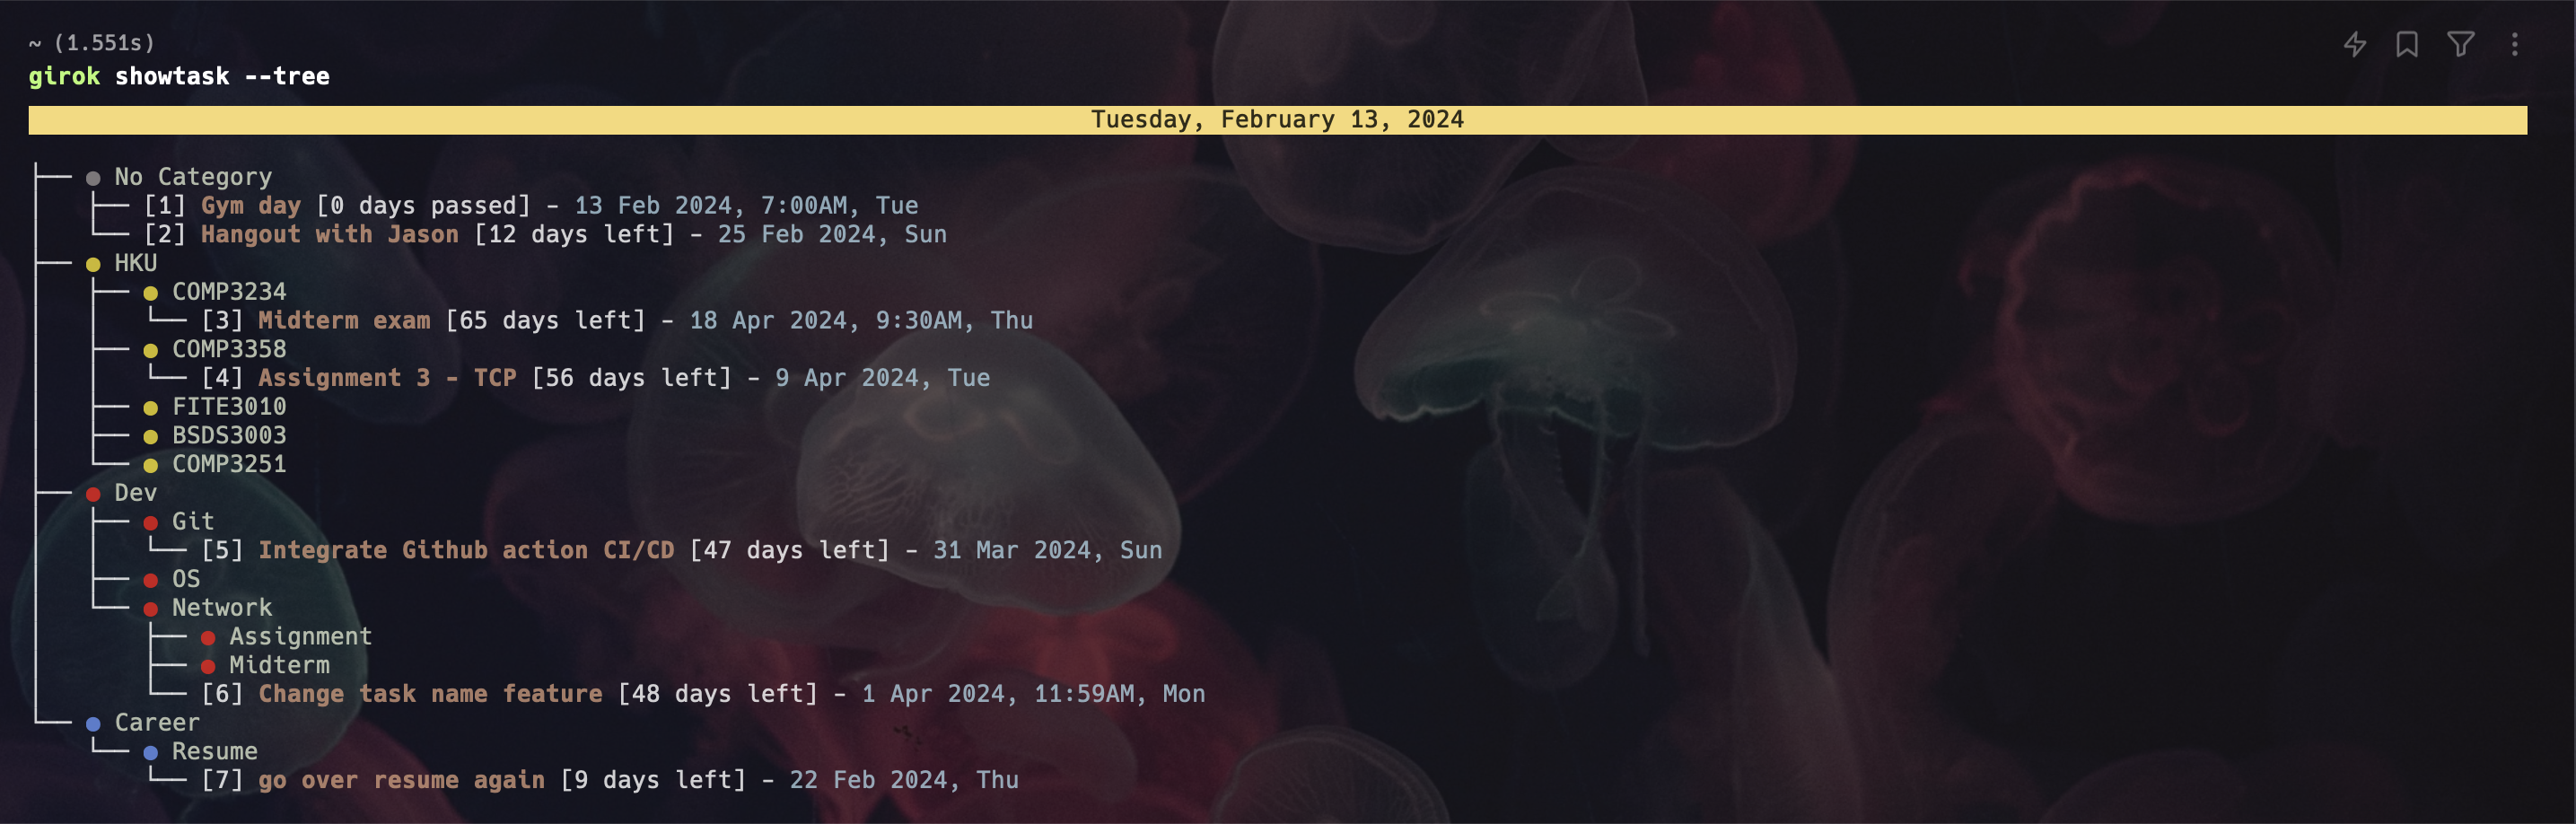 ~ (1.551s)
girok showtask --tree
Tuesday, February 13, 2024
├── ● No Category
│   ├── [1] Gym day [0 days passed] - 13 Feb 2024, 7:00AM, Tue
│   └── [2] Hangout with Jason [12 days left] - 25 Feb 2024, Sun
├── ● HKU
│   ├── ● COMP3234
│   │   └── [3] Midterm exam [65 days left] - 18 Apr 2024, 9:30AM, Thu
│   ├── ● COMP3358
│   │   └── [4] Assignment 3 - TCP [56 days left] - 9 Apr 2024, Tue
│   ├── ● FITE3010
│   ├── ● BSDS3003
│   └── ● COMP3251
├── ● Dev
│   ├── ● Git
│   │   └── [5] Integrate Github action CI/CD [47 days left] - 31 Mar 2024, Sun
│   ├── ● OS
│   └── ● Network
│       ├── ● Assignment
│       ├── ● Midterm
│       └── [6] Change task name feature [48 days left] - 1 Apr 2024, 11:59AM, Mon
└── ● Career
    └── ● Resume
        └── [7] go over resume again [9 days left] - 22 Feb 2024, Thu